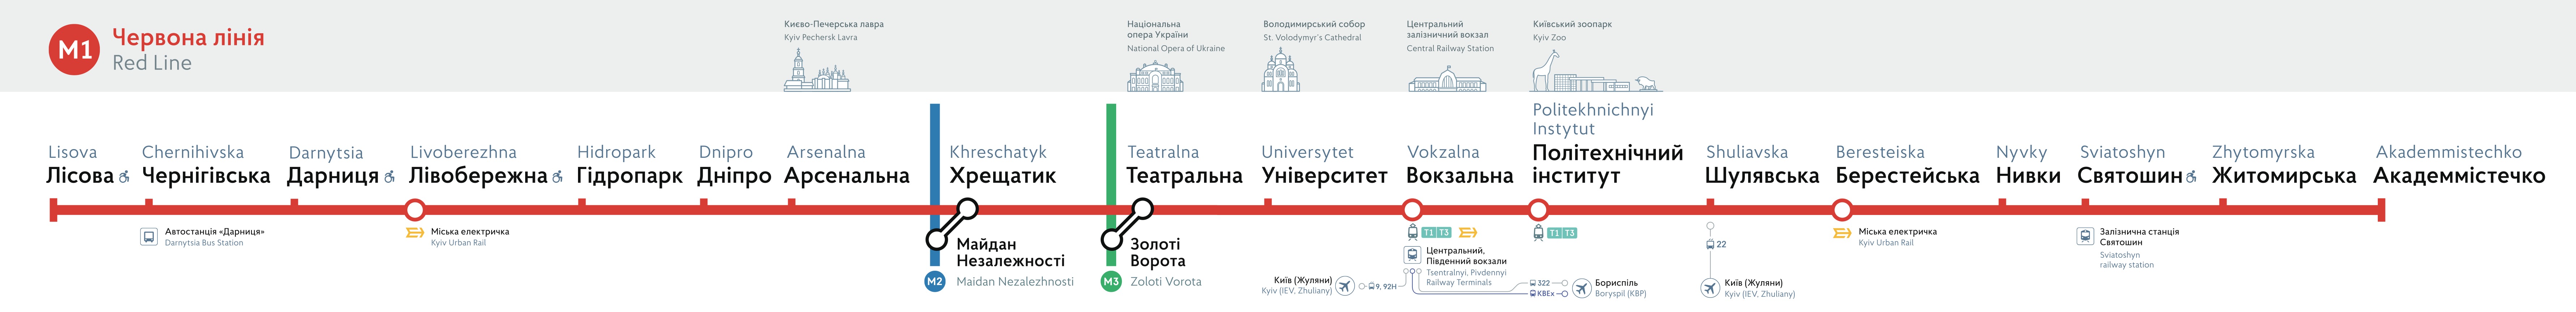 M1
Червона лінія
Red Line
Києво-Печерська лавра
Kyiv Pechersk Lavra
Національна
опера України
National Opera of Ukraine
Володимирський собор
St. Volodymyr's Cathedral
Центральний
залізничний вокзал
Central Railway Station
Київський зоопарк
Kyiv Zoo
Lisova
Лісова
Chernihivska
Чернігівська
Darnytsia
Дарниця
Livoberezhna
Лівобережна
Hidropark
Гідропарк
Dnipro
Дніпро
Arsenalna
Арсенальна
Khreschatyk
Хрещатик
Teatralna
Театральна
Universytet
Університет
Vokzalna
Вокзальна
Politekhnichnyi
Instytut
Політехнічний
інститут
Shuliavska
Шулявська
Beresteiska
Берестейська
Nyvky
Нивки
Sviatoshyn
Святошин
Zhytomyrska
Житомирська
Akademmistechko
Академмістечко
Автостанція «Дарниця»
Darnytsia Bus Station
Міська електричка
Kyiv Urban Rail
Майдан
Незалежності
M2 Maidan Nezalezhnosti
Золоті
Ворота
M3 Zoloti Vorota
T1 T3
Центральний,
Південний вокзали
Tsentralnyi, Pivdennyi
Railway Terminals
Київ (Жуляни)
Kyiv (IEV, Zhuliany)
9, 92H
322
KBEx
Бориспіль
Boryspil (KBP)
T1 T3
22
Київ (Жуляни)
Kyiv (IEV, Zhuliany)
Міська електричка
Kyiv Urban Rail
Залізнична станція
Святошин
Sviatoshyn
railway station